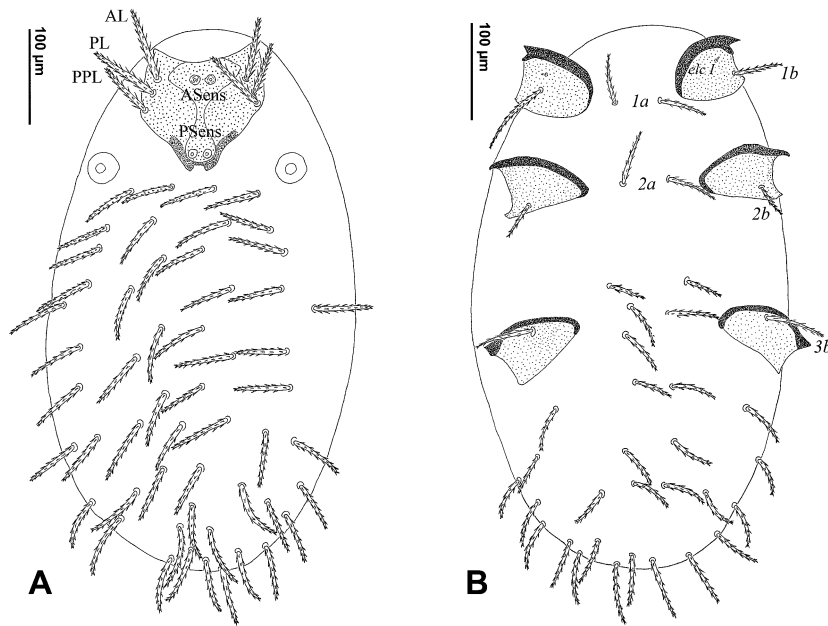 100 µm
AL
PL
PPL
ASens
PSens
A
100 µm
elc I
1b
1a
2a
2b
3b
B